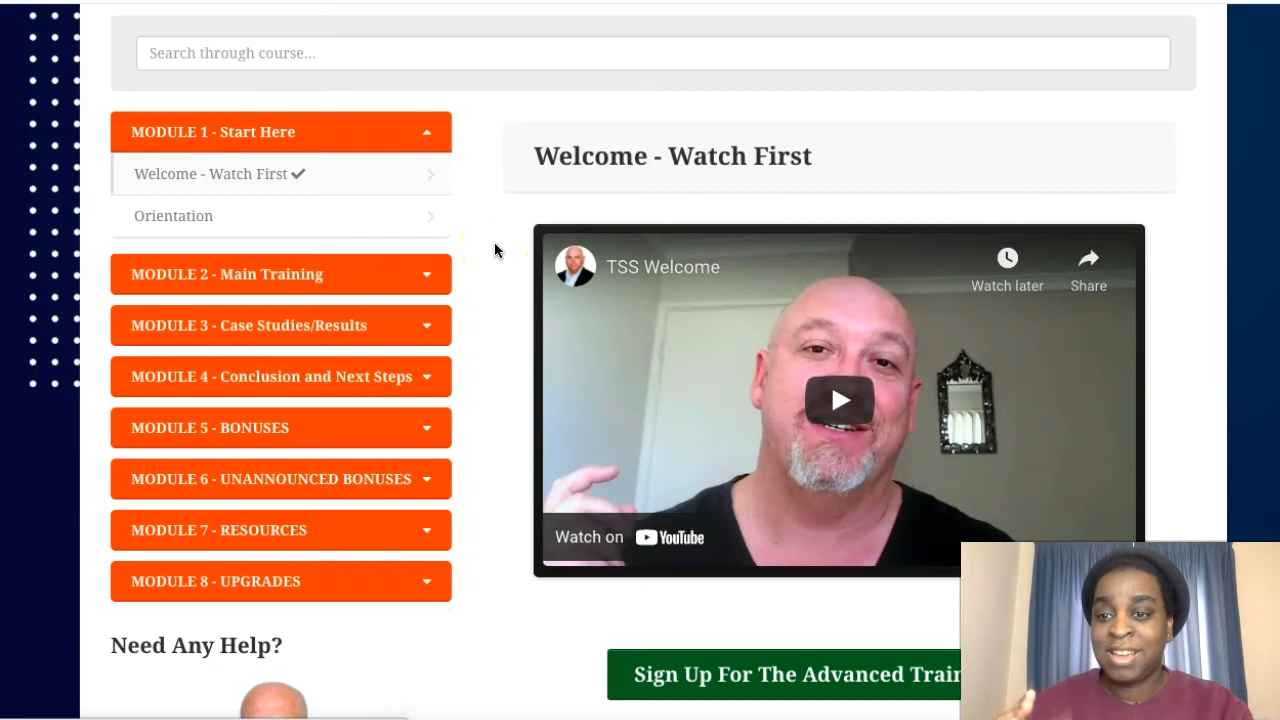 Search through course...
MODULE 1 - Start Here
Welcome - Watch First
Orientation
MODULE 2 - Main Training
MODULE 3 - Case Studies/Results
MODULE 4 - Conclusion and Next Steps
MODULE 5 - BONUSES
MODULE 6 - UNANNOUNCED BONUSES
MODULE 7 - RESOURCES
MODULE 8 - UPGRADES
Need Any Help?
Welcome - Watch First
TSS Welcome
Watch later
Share
Watch on YouTube
Sign Up For The Advanced